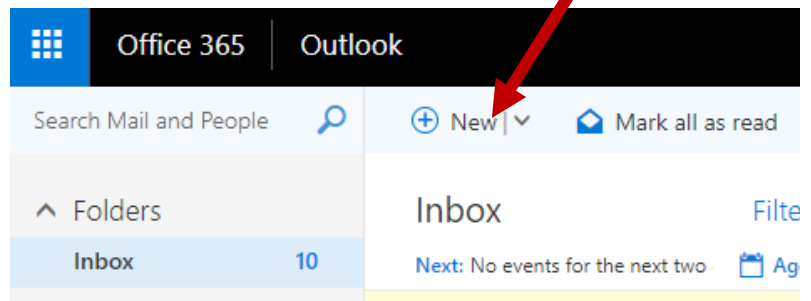 Office 365 Outlook
Search Mail and People New Mark all as read
Folders Inbox Filte
Inbox 10 Next: No events for the next two